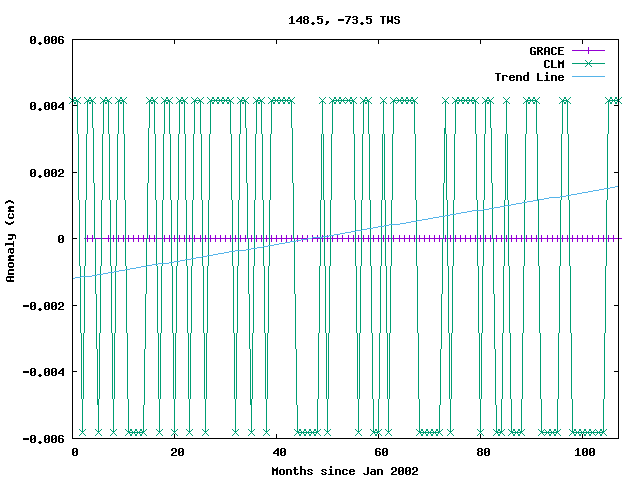 148.5, -73.5 TWS
GRACE
CLM
Trend Line
0.006
0.004
0.002
0
-0.002
-0.004
-0.006
Anomaly (cm)
0 20 40 60 80 100
Months since Jan 2002